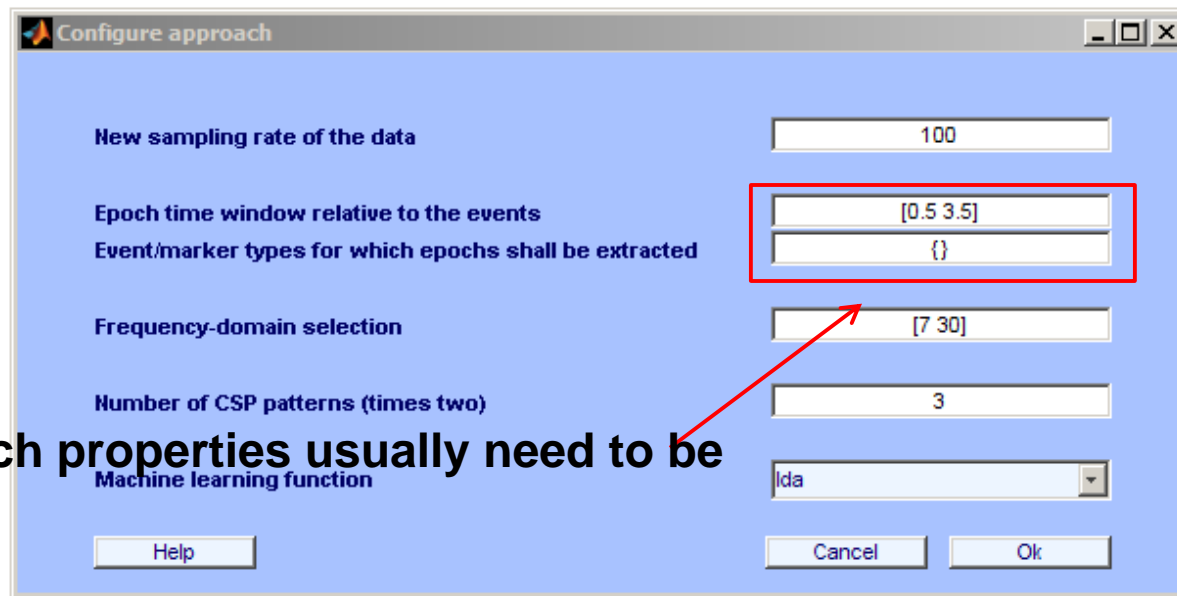 Configure approach
New sampling rate of the data 100
Epoch time window relative to the events [0.5 3.5]
Event/marker types for which epochs shall be extracted {}
Frequency-domain selection [7 30]
Number of CSP patterns (times two) 3
ch properties usually need to be
Machine learning function lda
Help Cancel Ok